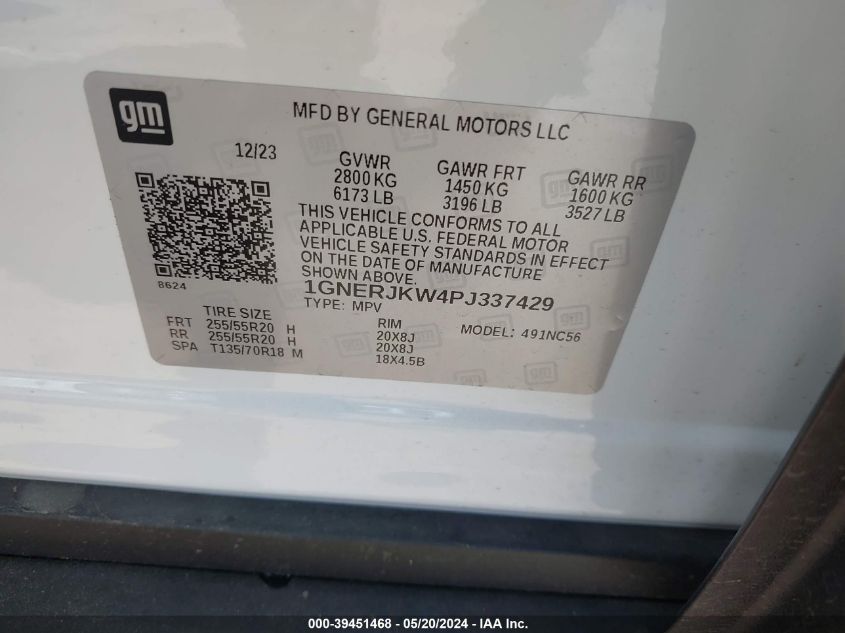 gm
MFD BY GENERAL MOTORS LLC
12/23
GVWR
2800 KG
6173 LB
GAWR FRT
1450 KG
3196 LB
GAWR RR
1600 KG
3527 LB
THIS VEHICLE CONFORMS TO ALL
APPLICABLE U.S. FEDERAL MOTOR
VEHICLE SAFETY STANDARDS IN EFFECT
ON THE DATE OF MANUFACTURE
SHOWN ABOVE.
8624
1GNERJKW4PJ337429
TYPE: MPV
TIRE SIZE
RIM
MODEL: 491NC56
FRT 255/55R20 H 20X8J
RR 255/55R20 H 20X8J
SPA T135/70R18 M 18X4.5B
000-39451468 - 05/20/2024 - IAA, Inc.